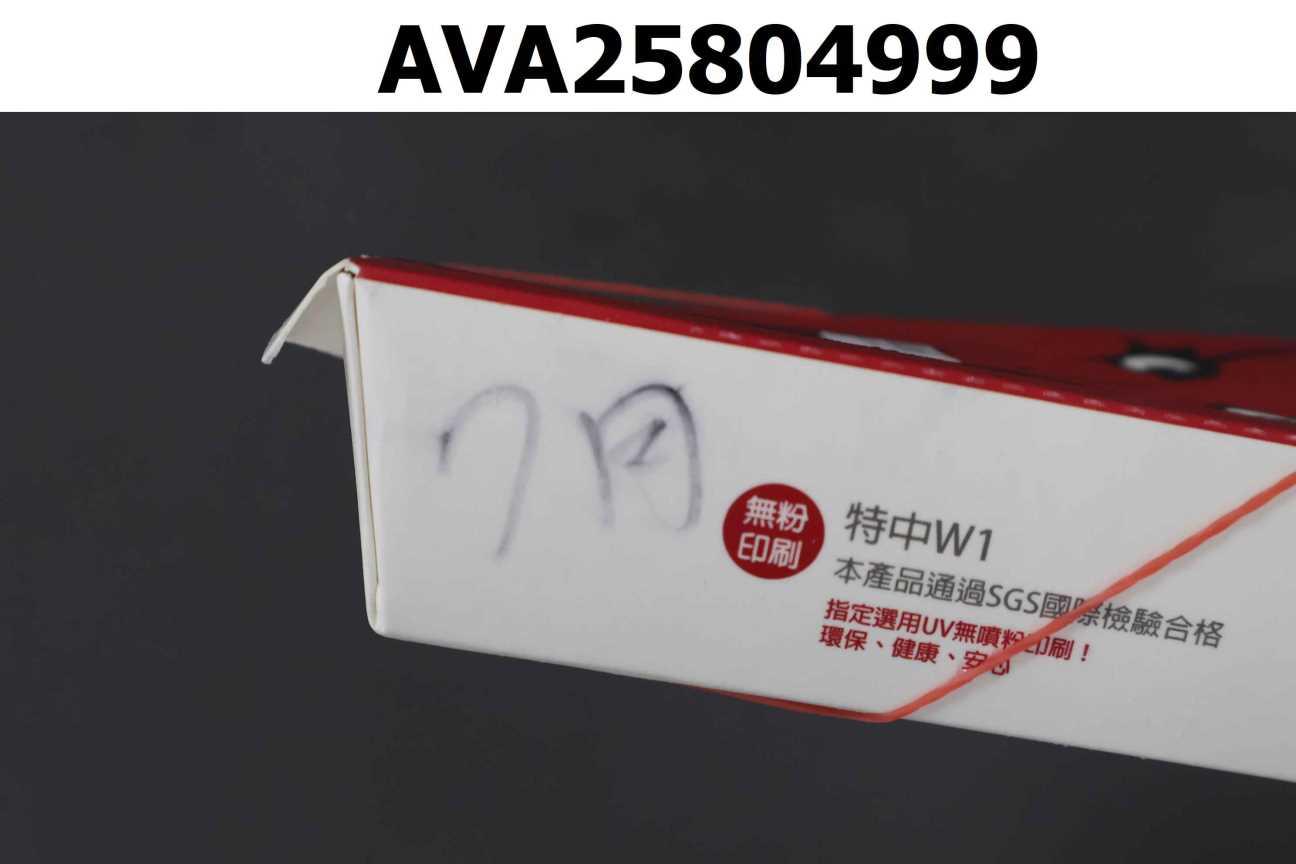 AVA25804999
7月
無粉
印刷
特中W1
本產品通過SGS國際檢驗合格
指定選用UV無噴粉印刷！
環保、健康、安心